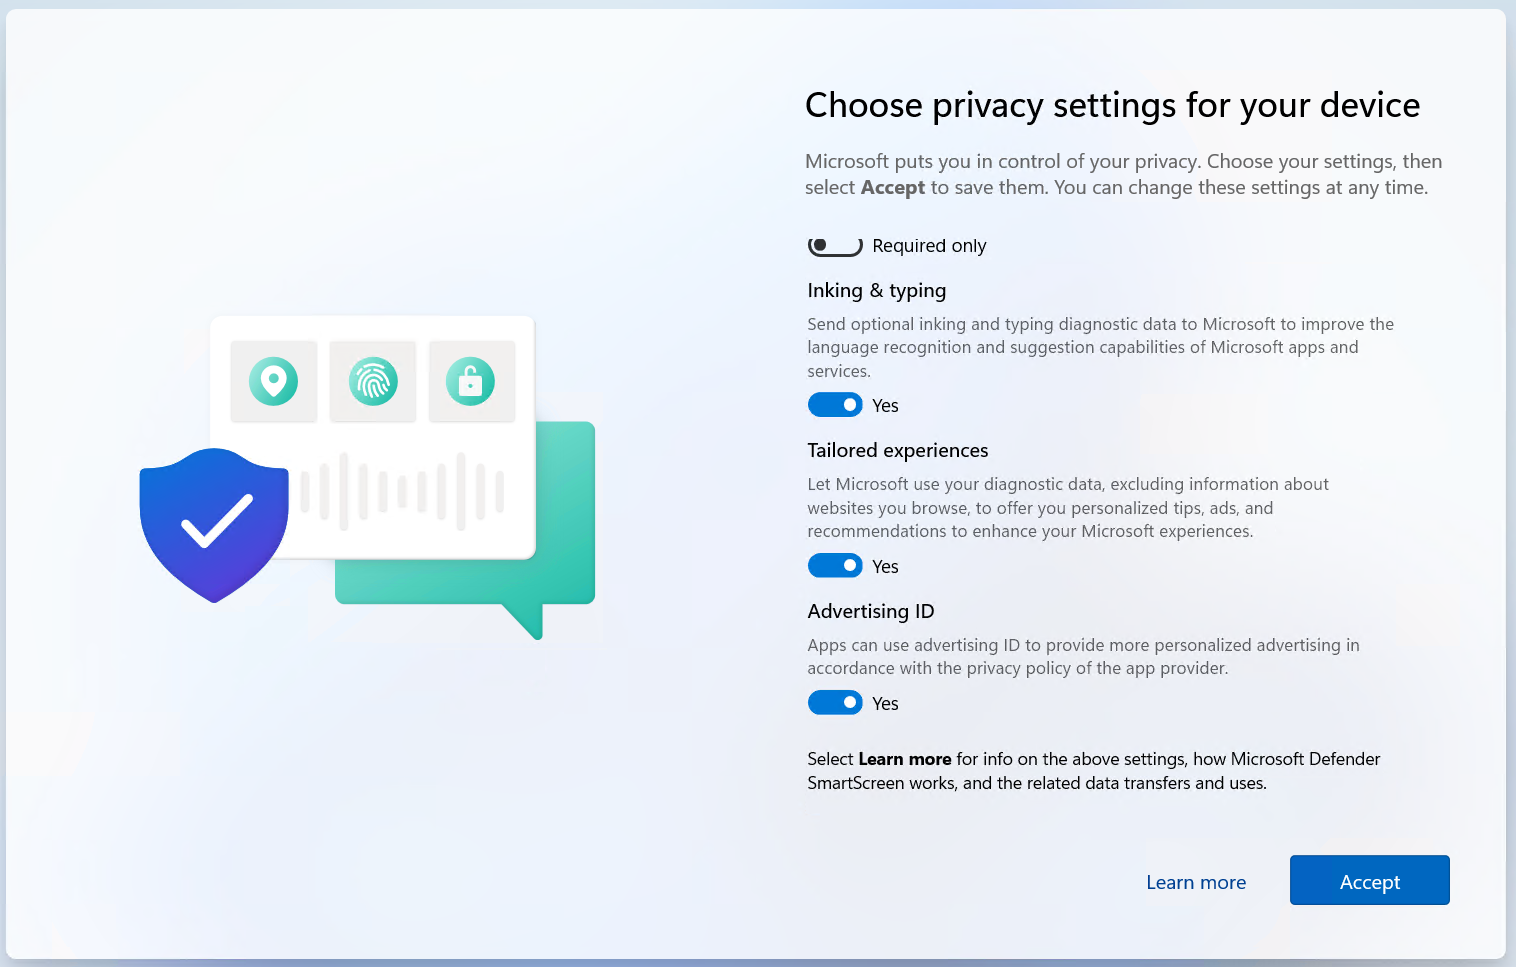 Choose privacy settings for your device
Microsoft puts you in control of your privacy. Choose your settings, then
select Accept to save them. You can change these settings at any time.
Required only
Inking & typing
Send optional inking and typing diagnostic data to Microsoft to improve the
language recognition and suggestion capabilities of Microsoft apps and
services.
Yes
Tailored experiences
Let Microsoft use your diagnostic data, excluding information about
websites you browse, to offer you personalized tips, ads, and
recommendations to enhance your Microsoft experiences.
Yes
Advertising ID
Apps can use advertising ID to provide more personalized advertising in
accordance with the privacy policy of the app provider.
Yes
Select Learn more for info on the above settings, how Microsoft Defender
SmartScreen works, and the related data transfers and uses.
Learn more
Accept